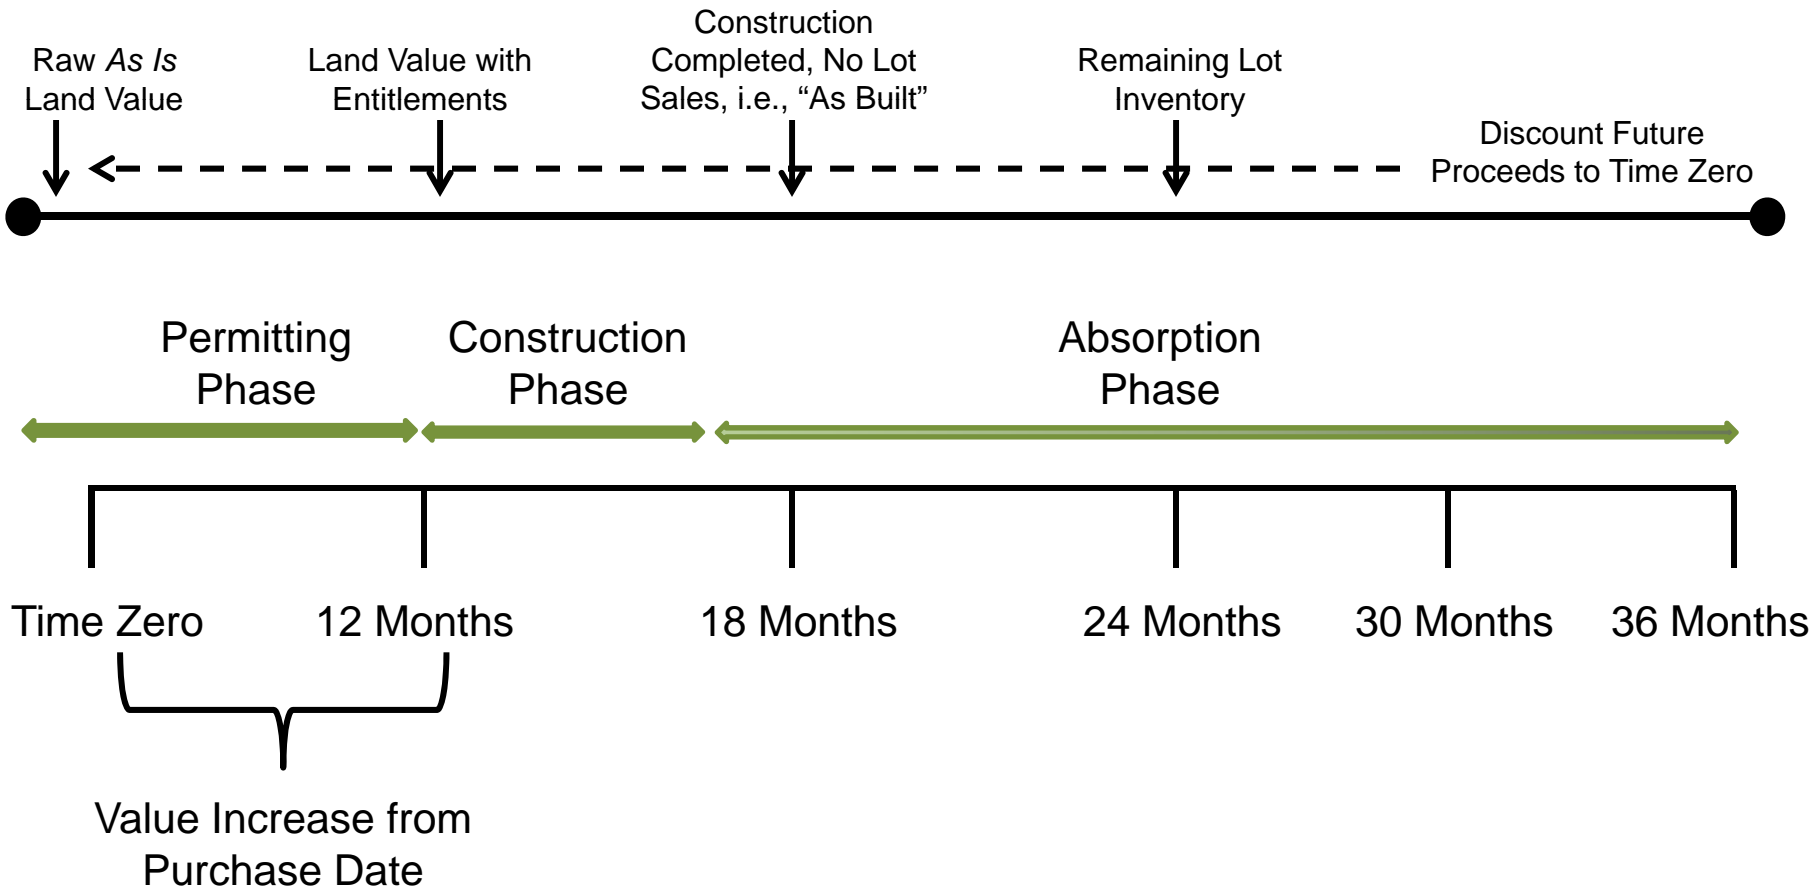 Raw As Is
Land Value
Land Value with
Entitlements
Construction
Completed, No Lot
Sales, i.e., “As Built”
Remaining Lot
Inventory
Discount Future
Proceeds to Time Zero
Permitting
Phase
Construction
Phase
Absorption
Phase
Time Zero
12 Months
18 Months
24 Months
30 Months
36 Months
Value Increase from
Purchase Date